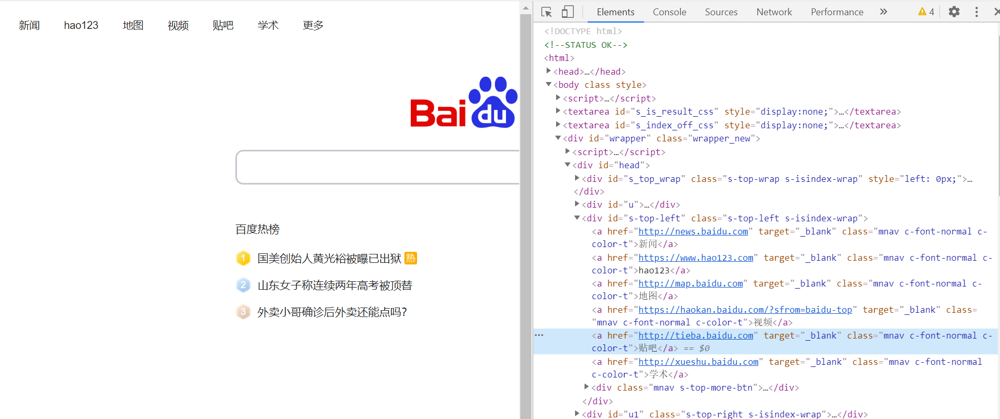 新闻 hao123 地图 视频 贴吧 学术 更多
Bai du
百度热榜
1 国美创始人黄光裕被曝已出狱 热
2 山东女子称连续两年高考被顶替
3 外卖小哥确诊后外卖还能点吗?
Elements Console Sources Network Performance » 4
<!DOCTYPE html>
<!--STATUS OK-->
<html>
<head>…</head>
<body class style>
<script>…</script>
<textarea id="s_is_result_css" style="display:none;">…</textarea>
<textarea id="s_index_off_css" style="display:none;">…</textarea>
<div id="wrapper" class="wrapper_new">
<script>…</script>
<div id="head">
<div id="s_top_wrap" class="s-top-wrap s-isindex-wrap" style="left: 0px;">…
</div>
<div id="u">…</div>
<div id="s-top-left" class="s-top-left s-isindex-wrap">
<a href="http://news.baidu.com" target="_blank" class="mnav c-font-normal c-
color-t">新闻</a>
<a href="https://www.hao123.com" target="_blank" class="mnav c-font-normal c-
color-t">hao123</a>
<a href="http://map.baidu.com" target="_blank" class="mnav c-font-normal c-
color-t">地图</a>
<a href="https://haokan.baidu.com/?sfrom=baidu-top" target="_blank" class=
"mnav c-font-normal c-color-t">视频</a>
… <a href="http://tieba.baidu.com" target="_blank" class="mnav c-font-normal c-
color-t">贴吧</a> == $0
<a href="http://xueshu.baidu.com" target="_blank" class="mnav c-font-normal
c-color-t">学术</a>
<div class="mnav s-top-more-btn">…</div>
</div>
<div id="u1" class="s-top-right s-isindex-wrap">…</div>